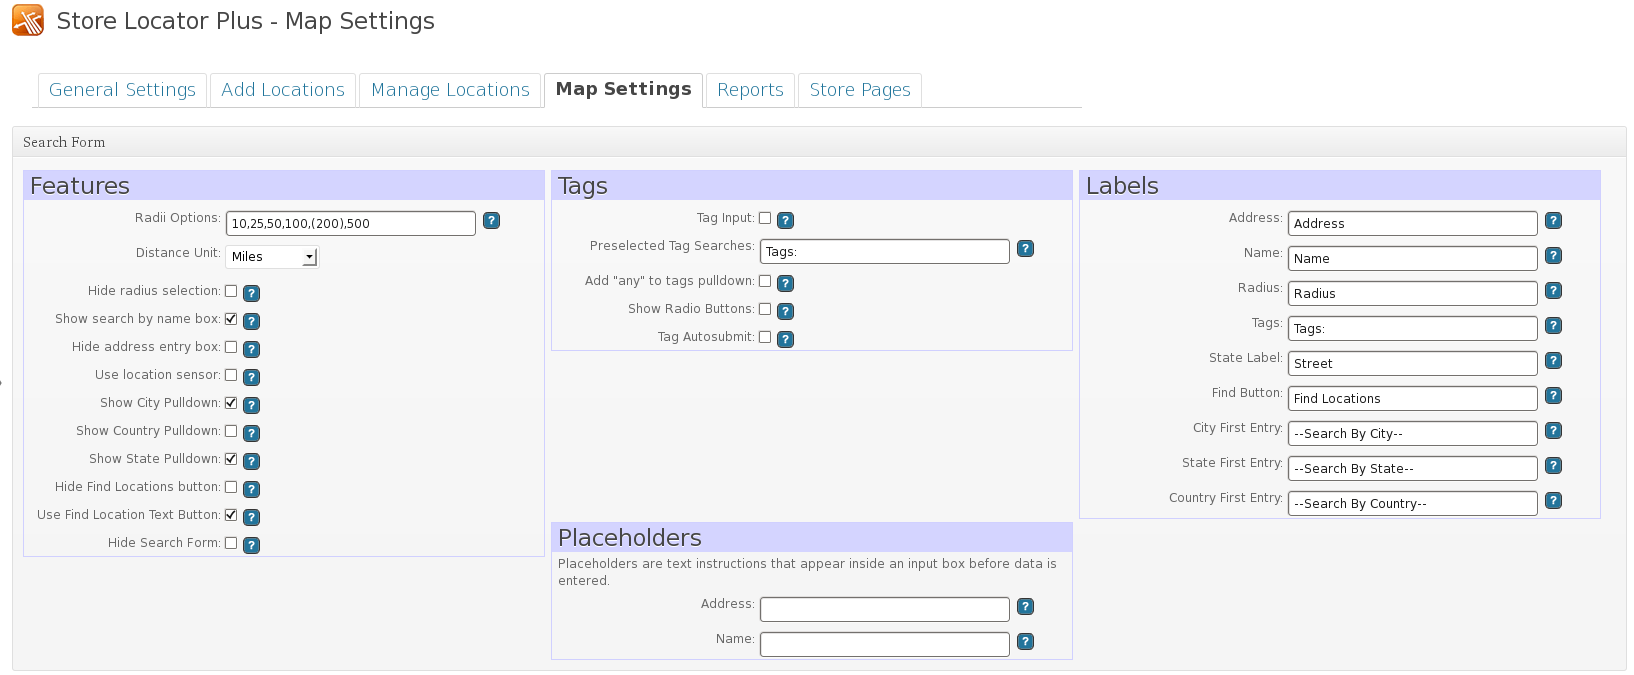 Store Locator Plus - Map Settings
General Settings
Add Locations
Manage Locations
Map Settings
Reports
Store Pages
Search Form
Features
Radii Options: 10,25,50,100,(200),500 ?
Distance Unit: Miles
Hide radius selection: ?
Show search by name box: ?
Hide address entry box: ?
Use location sensor: ?
Show City Pulldown: ?
Show Country Pulldown: ?
Show State Pulldown: ?
Hide Find Locations button: ?
Use Find Location Text Button: ?
Hide Search Form: ?
Tags
Tag Input: ?
Preselected Tag Searches: Tags: ?
Add "any" to tags pulldown: ?
Show Radio Buttons: ?
Tag Autosubmit: ?
Placeholders
Placeholders are text instructions that appear inside an input box before data is
entered.
Address: ?
Name: ?
Labels
Address: Address ?
Name: Name ?
Radius: Radius ?
Tags: Tags: ?
State Label: Street ?
Find Button: Find Locations ?
City First Entry: --Search By City-- ?
State First Entry: --Search By State-- ?
Country First Entry: --Search By Country-- ?